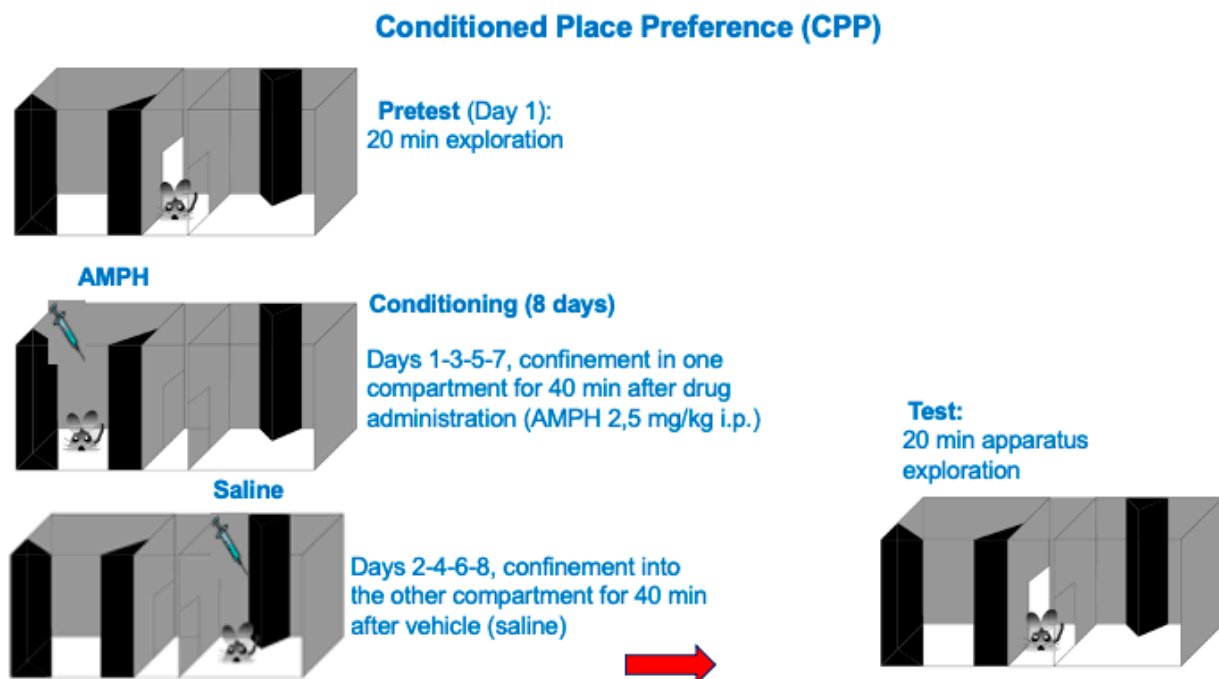 Conditioned Place Preference (CPP)
Pretest (Day 1):
20 min exploration
AMPH
Conditioning (8 days)
Days 1-3-5-7, confinement in one
compartment for 40 min after drug
administration (AMPH 2,5 mg/kg i.p.)
Saline
Days 2-4-6-8, confinement into
the other compartment for 40 min
after vehicle (saline)
Test:
20 min apparatus
exploration